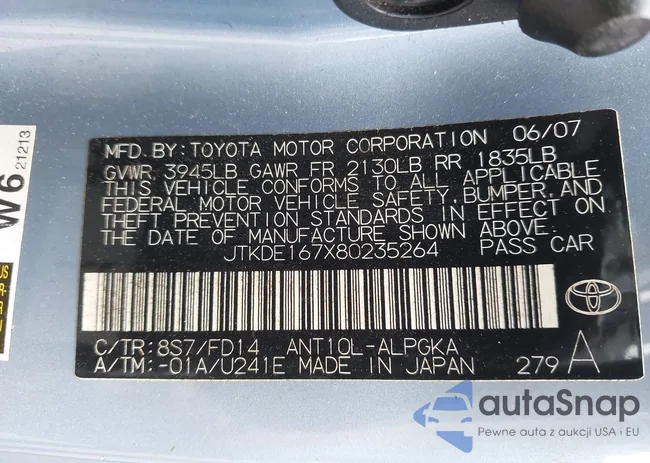 MFD. BY: TOYOTA MOTOR CORPORATION 06/07
GVWR 3945LB GAWR FR 2130LB RR 1835LB
THIS VEHICLE CONFORMS TO ALL APPLICABLE
FEDERAL MOTOR VEHICLE SAFETY, BUMPER, AND
THEFT PREVENTION STANDARDS IN EFFECT ON
THE DATE OF MANUFACTURE SHOWN ABOVE.
JTKDE167X80235264 PASS CAR
C/TR: 8S7/FD14 ANT10L-ALPGKA
A/TM: -01A/U241E MADE IN JAPAN 279 A
W6
21213
US
autoSnap
Pewne auta z aukcji USA i EU